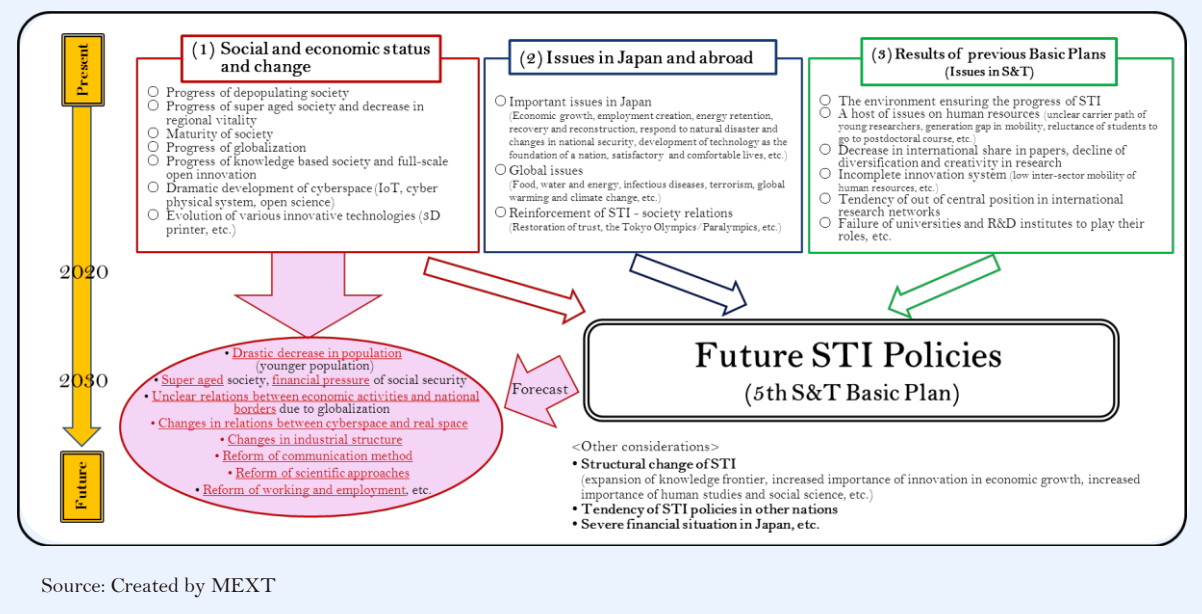 Present
2020
2030
Future
(1) Social and economic status
and change
○ Progress of depopulating society
○ Progress of super aged society and decrease in
regional vitality
○ Maturity of society
○ Progress of globalization
○ Progress of knowledge based society and full-scale
open innovation
○ Dramatic development of cyberspace (IoT, cyber
physical system, open science)
○ Evolution of various innovative technologies (3D
printer, etc.)
(2) Issues in Japan and abroad
○ Important issues in Japan
(Economic growth, employment creation, energy retention,
recovery and reconstruction, respond to natural disaster and
changes in national security, development of technology as the
foundation of a nation, satisfactory and comfortable lives, etc.)
○ Global issues
(Food, water and energy, infectious diseases, terrorism, global
warming and climate change, etc.)
○ Reinforcement of STI - society relations
(Restoration of trust, the Tokyo Olympics/Paralympics, etc.)
(3) Results of previous Basic Plans
(Issues in S&T)
○ The environment ensuring the progress of STI
○ A host of issues on human resources (unclear carrier path of
young researchers, generation gap in mobility, reluctance of students to
go to postdoctoral course, etc.)
○ Decrease in international share in papers, decline of
diversification and creativity in research
○ Incomplete innovation system (low inter-sector mobility of
human resources, etc.)
○ Tendency of out of central position in international
research networks
○ Failure of universities and R&D institutes to play their
roles, etc.
• Drastic decrease in population
(younger population)
• Super aged society, financial pressure of social security
• Unclear relations between economic activities and national
borders due to globalization
• Changes in relations between cyberspace and real space
• Changes in industrial structure
• Reform of communication method
• Reform of scientific approaches
• Reform of working and employment, etc.
Forecast
Future STI Policies
(5th S&T Basic Plan)
<Other considerations>
• Structural change of STI
(expansion of knowledge frontier, increased importance of innovation in economic growth, increased
importance of human studies and social science, etc.)
• Tendency of STI policies in other nations
• Severe financial situation in Japan, etc.
Source: Created by MEXT